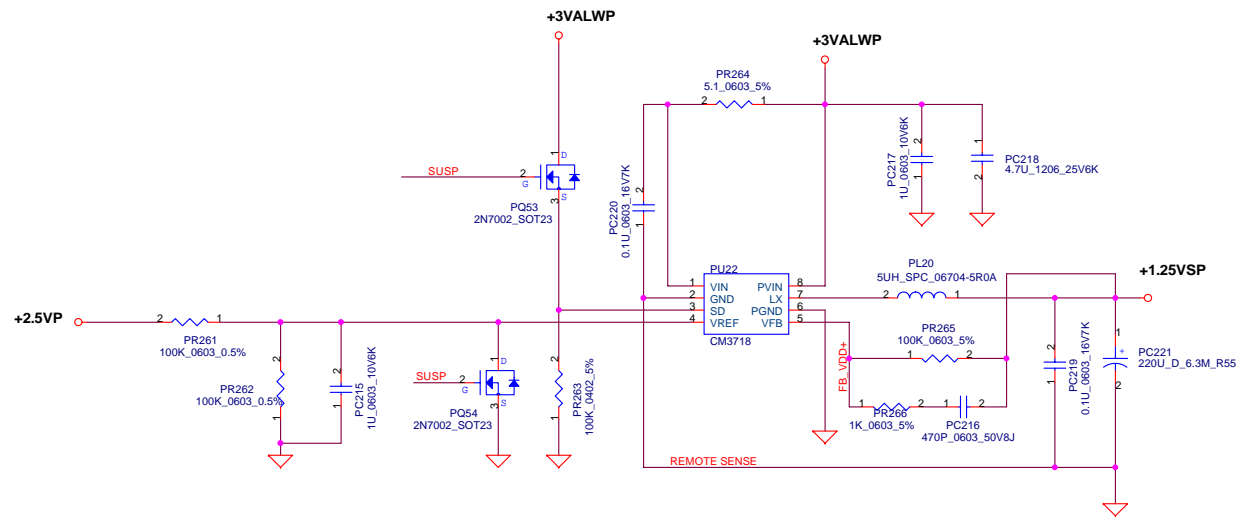 +3VALWP
+3VALWP
PR264
5.1_0603_5%
2
1
1
D
SUSP
2
G
S
3
PQ53
2N7002_SOT23
2
PC220
0.1U_0603_16V7K
1
2
PC217
1U_0603_10V6K
1
1
PC218
4.7U_1206_25V6K
2
PU22
1
VIN
PVIN
8
2
GND
LX
7
3
SD
PGND
6
4
VREF
VFB
5
CM3718
PL20
5UH_SPC_06704-5R0A
2
1
+1.25VSP
+2.5VP
2
1
PR261
100K_0603_0.5%
2
PR262
100K_0603_0.5%
1
2
PC215
1U_0603_10V6K
1
1
D
SUSP
2
G
S
3
PQ54
2N7002_SOT23
2
PR263
100K_0402_5%
1
FB_VDD+
PR265
100K_0603_5%
1
2
2
PR266
1K_0603_5%
1
2
1
2
PC216
470P_0603_50V8J
PC219
0.1U_0603_16V7K
1
1
+
PC221
220U_D_6.3M_R55
2
REMOTE SENSE